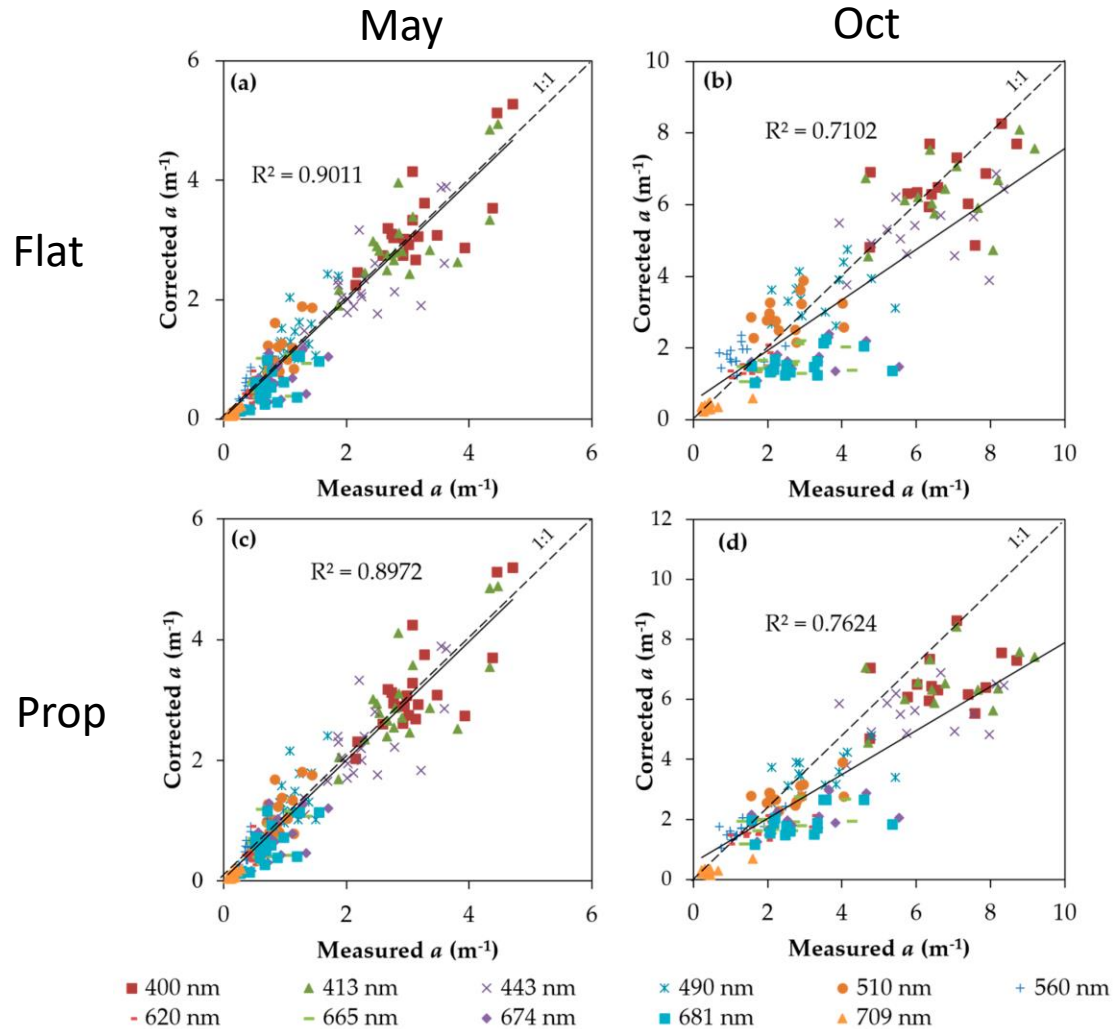 May
Oct
Flat
Prop
(a)
1:1
R² = 0.9011
6
4
2
0
0
2
4
6
Corrected a (m⁻¹)
Measured a (m⁻¹)
(b)
1:1
R² = 0.7102
10
8
6
4
2
0
0
2
4
6
8
10
Corrected a (m⁻¹)
Measured a (m⁻¹)
(c)
1:1
R² = 0.8972
6
4
2
0
0
2
4
6
Corrected a (m⁻¹)
Measured a (m⁻¹)
(d)
1:1
R² = 0.7624
12
10
8
6
4
2
0
0
2
4
6
8
10
Corrected a (m⁻¹)
Measured a (m⁻¹)
400 nm 413 nm 443 nm 490 nm 510 nm 560 nm
620 nm 665 nm 674 nm 681 nm 709 nm